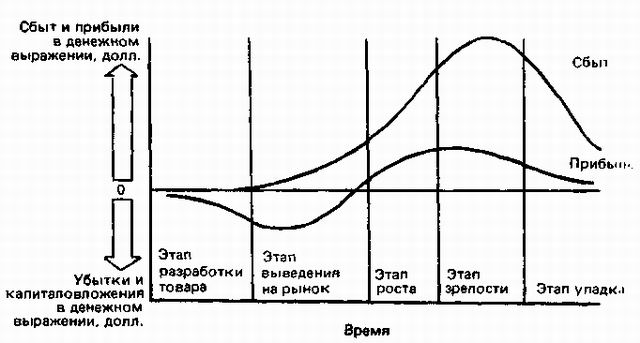 Сбыт и прибыли
в денежном
выражении, долл.
Сбыт
Прибыль
0
Этап
разработки
товара
Этап
выведения
на рынок
Этап
роста
Этап
зрелости
Этап упадка
Убытки и
капиталовложения
в денежном
выражении, долл.
Время